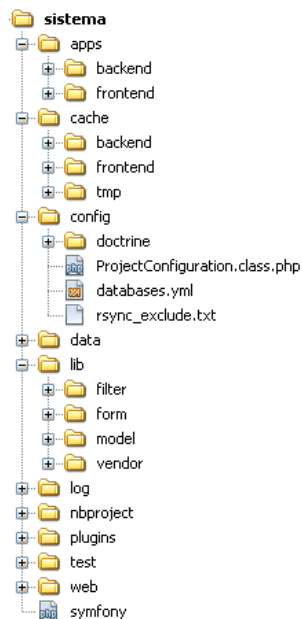 sistema
apps
backend
frontend
cache
backend
frontend
tmp
config
doctrine
ProjectConfiguration.class.php
databases.yml
rsync_exclude.txt
data
lib
filter
form
model
vendor
log
nbproject
plugins
test
web
symfony